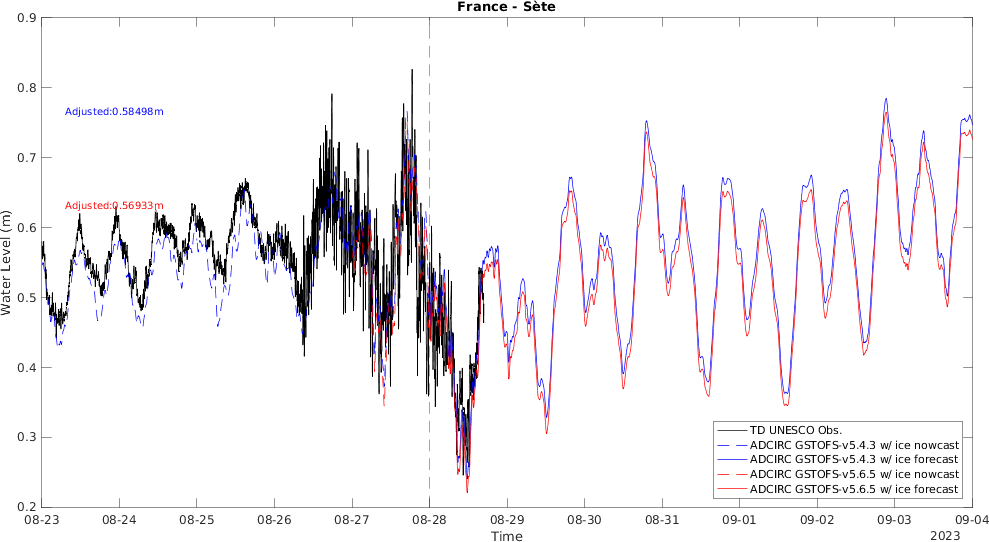 France - Sète
0.9
0.8
0.7
0.6
0.5
0.4
0.3
0.2
Water Level (m)
Adjusted:0.58498m
Adjusted:0.56933m
TD UNESCO Obs.
ADCIRC GSTOFS-v5.4.3 w/ ice nowcast
ADCIRC GSTOFS-v5.4.3 w/ ice forecast
ADCIRC GSTOFS-v5.6.5 w/ ice nowcast
ADCIRC GSTOFS-v5.6.5 w/ ice forecast
08-23 08-24 08-25 08-26 08-27 08-28 08-29 08-30 08-31 09-01 09-02 09-03 09-04
Time
2023